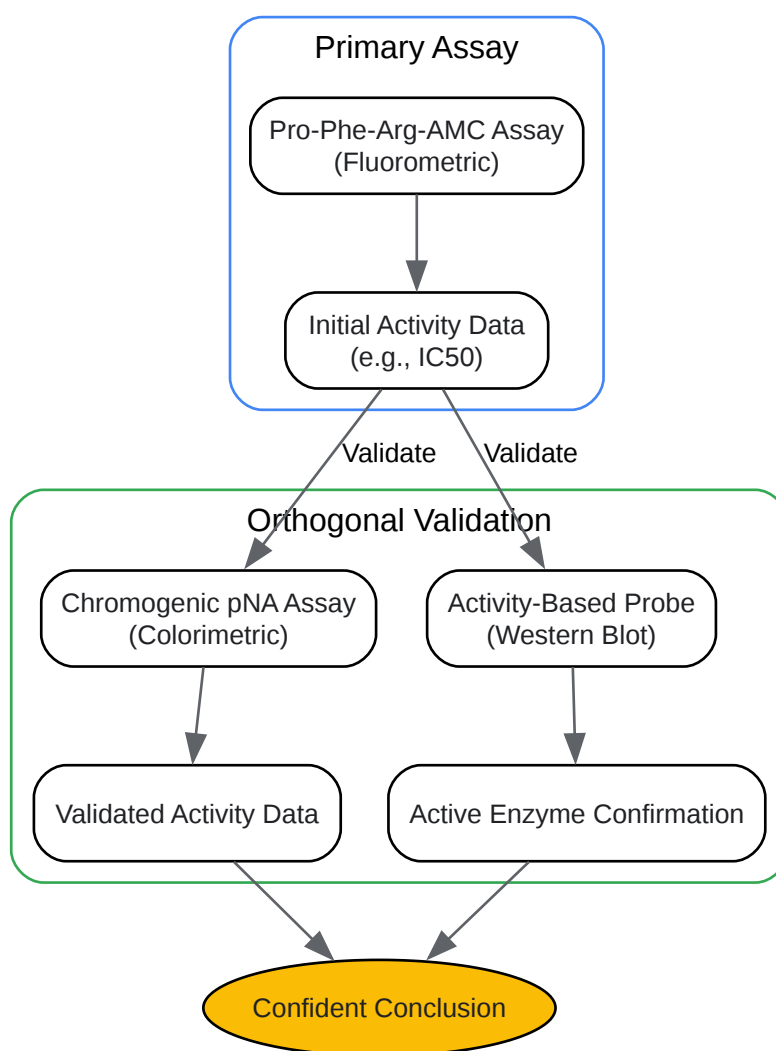 Primary Assay
Pro-Phe-Arg-AMC Assay
(Fluorometric)
Initial Activity Data
(e.g., IC50)
Validate
Validate
Orthogonal Validation
Chromogenic pNA Assay
(Colorimetric)
Activity-Based Probe
(Western Blot)
Validated Activity Data
Active Enzyme Confirmation
Confident Conclusion